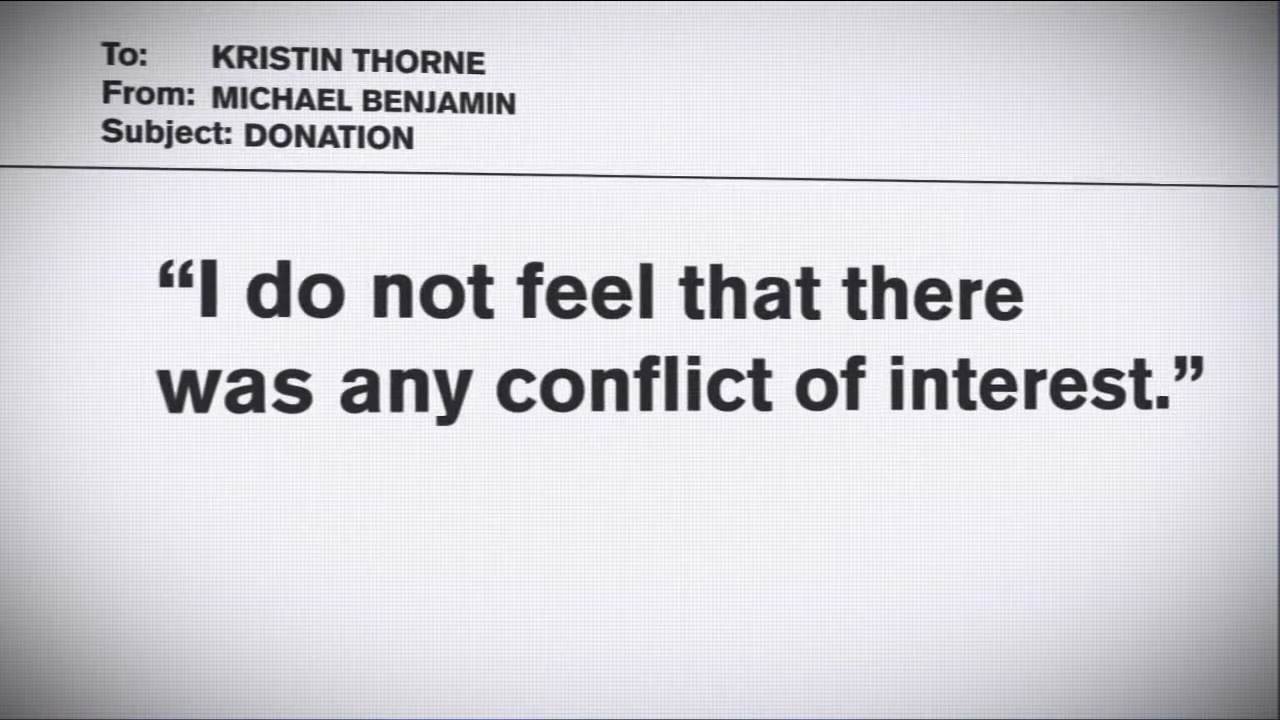 To: KRISTIN THORNE
From: MICHAEL BENJAMIN
Subject: DONATION
“I do not feel that there
was any conflict of interest.”